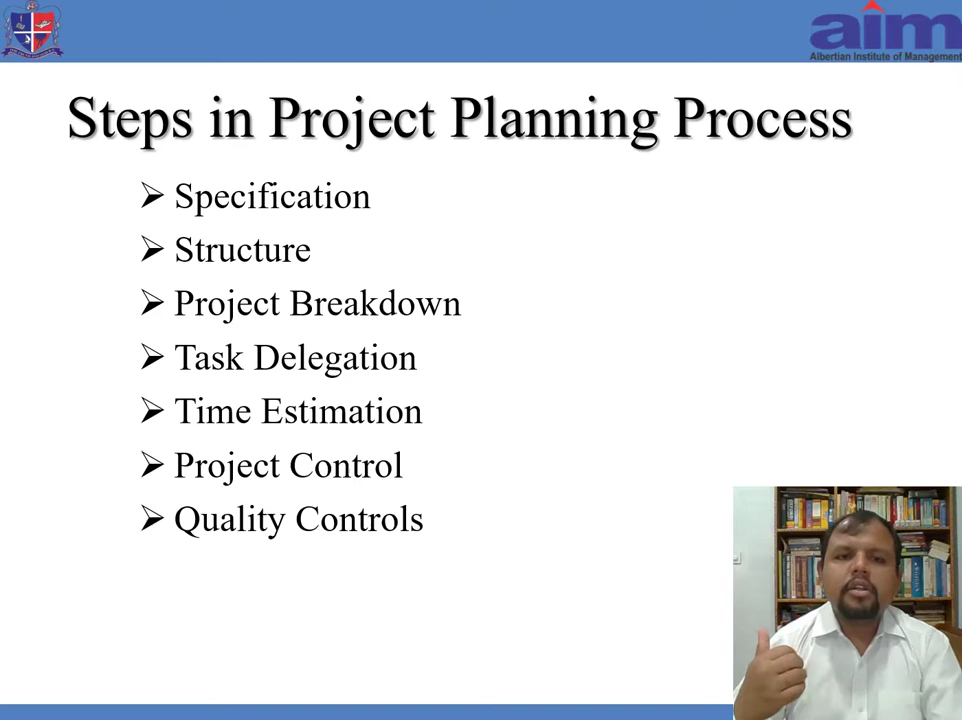 aim
Albertian Institute of Management
Steps in Project Planning Process
➢ Specification
➢ Structure
➢ Project Breakdown
➢ Task Delegation
➢ Time Estimation
➢ Project Control
➢ Quality Controls